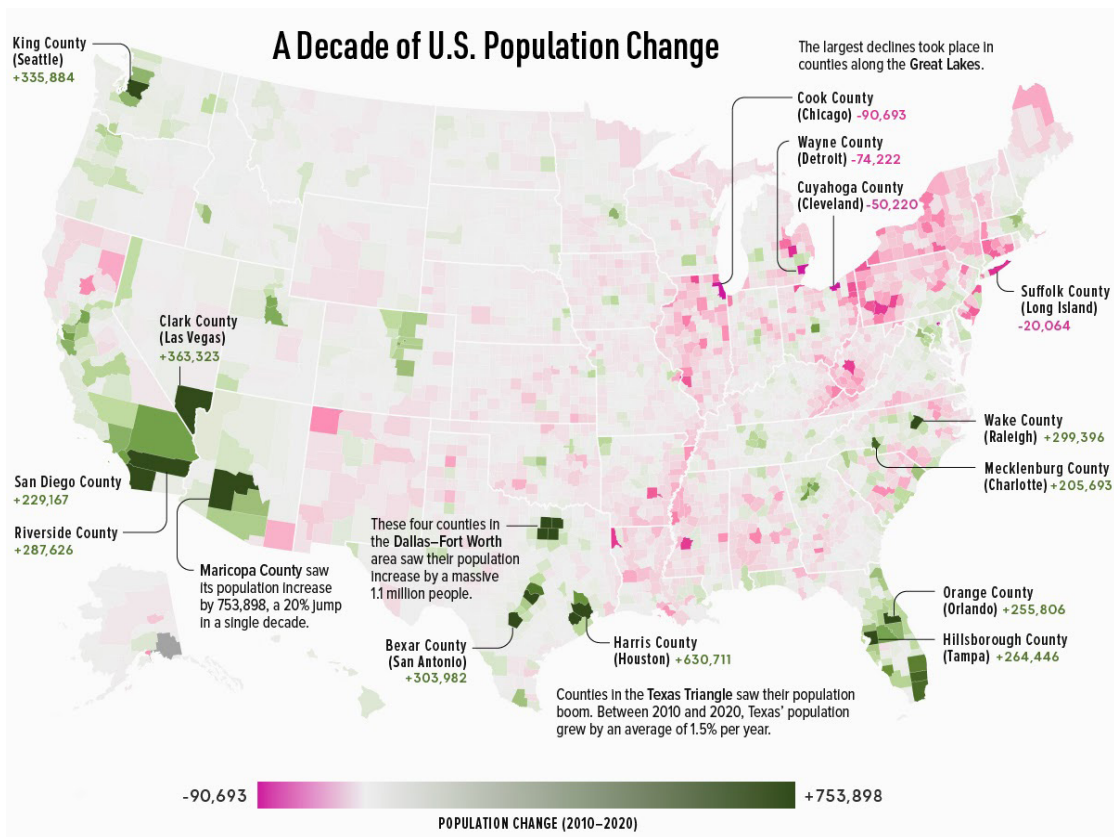 A Decade of U.S. Population Change
King County
(Seattle)
+335,884
The largest declines took place in
counties along the Great Lakes.
Cook County
(Chicago) -90,693
Wayne County
(Detroit) -74,222
Cuyahoga County
(Cleveland) -50,220
Suffolk County
(Long Island)
-20,064
Clark County
(Las Vegas)
+363,323
Wake County
(Raleigh) +299,396
Mecklenburg County
(Charlotte) +205,693
San Diego County
+229,167
Riverside County
+287,626
Maricopa County saw
its population increase
by 753,898, a 20% jump
in a single decade.
These four counties in
the Dallas–Fort Worth
area saw their population
increase by a massive
1.1 million people.
Bexar County
(San Antonio)
+303,982
Harris County
(Houston) +630,711
Orange County
(Orlando) +255,806
Hillsborough County
(Tampa) +264,446
Counties in the Texas Triangle saw their population
boom. Between 2010 and 2020, Texas' population
grew by an average of 1.5% per year.
-90,693
+753,898
POPULATION CHANGE (2010–2020)